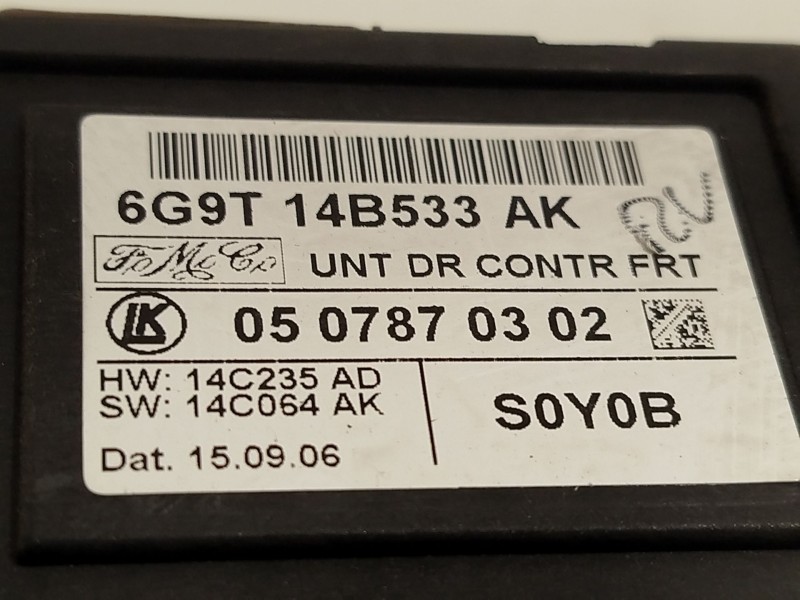 6G9T 14B533 AK
FoMoCo
UNT DR CONTR FRT
LK 05 0787 03 02
HW: 14C235 AD
SW: 14C064 AK
S0Y0B
Dat. 15.09.06